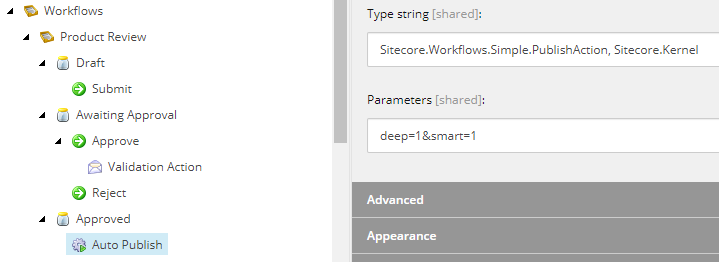 Workflows
Product Review
Draft
Submit
Awaiting Approval
Approve
Validation Action
Reject
Approved
Auto Publish
Type string [shared]:
Sitecore.Workflows.Simple.PublishAction, Sitecore.Kernel
Parameters [shared]:
deep=1&smart=1
Advanced
Appearance